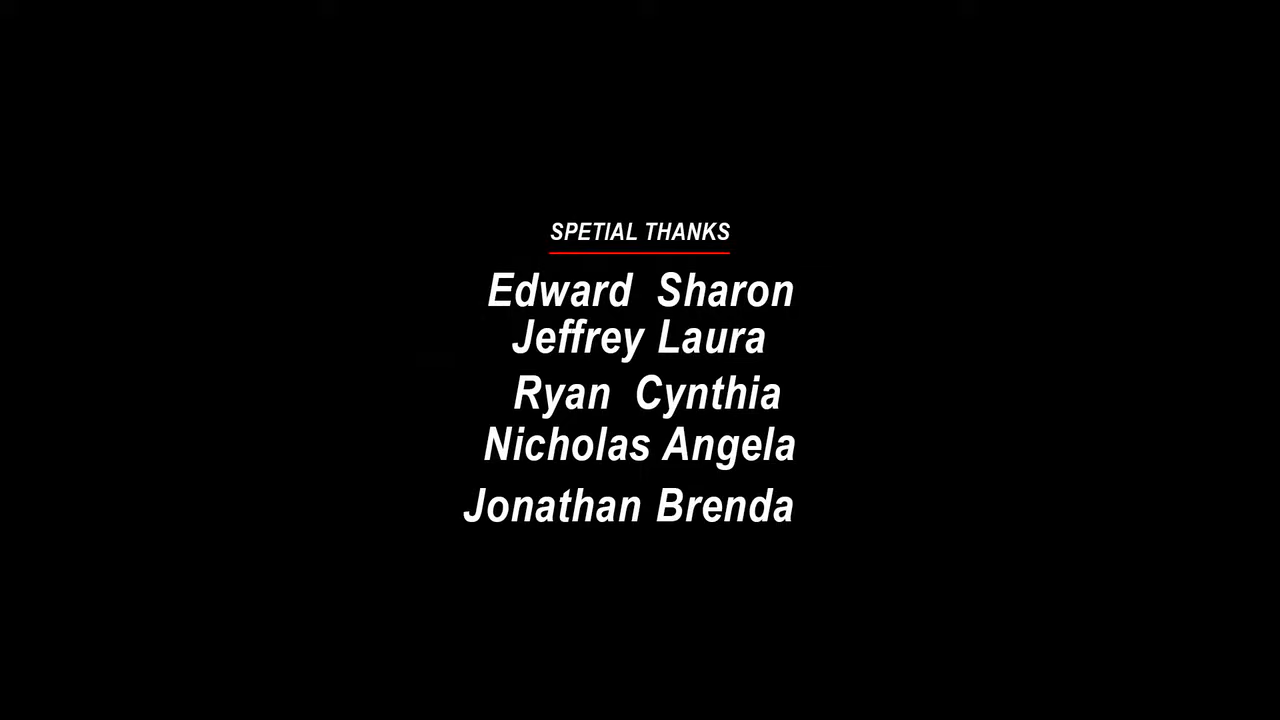 SPETIAL THANKS
Edward Sharon
Jeffrey Laura
Ryan Cynthia
Nicholas Angela
Jonathan Brenda